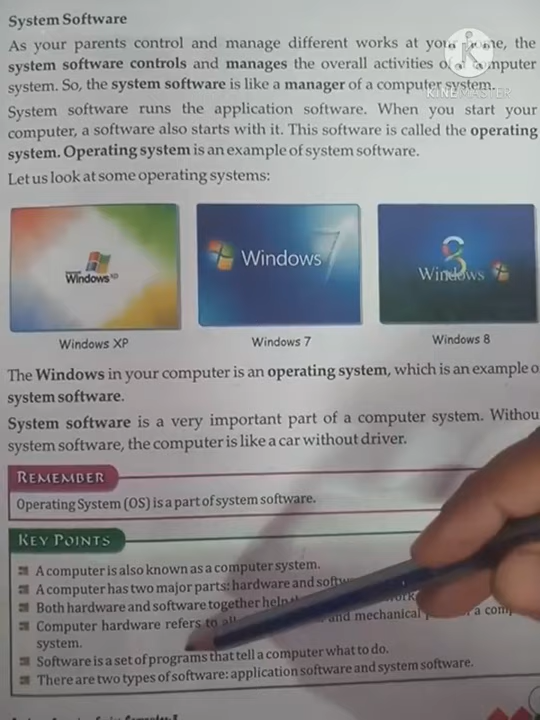 System Software
As your parents control and manage different works at your home, the
system software controls and manages the overall activities of a computer
system. So, the system software is like a manager of a computer system.
KINEMASTER
System software runs the application software. When you start your
computer, a software also starts with it. This software is called the operating
system. Operating system is an example of system software.
Let us look at some operating systems:
Windows XP
Windows 7
Windows 8
Windows XP
Windows 7
Windows 8
The Windows in your computer is an operating system, which is an example o
system software.
System software is a very important part of a computer system. Withou
system software, the computer is like a car without driver.
REMEMBER
Operating System (OS) is a part of system software.
KEY POINTS
A computer is also known as a computer system.
A computer has two major parts: hardware and softw
Both hardware and software together help
Computer hardware refers to all and mechanical a com
system.
Software is a set of programs that tell a computer what to do.
There are two types of software: application software and system software.